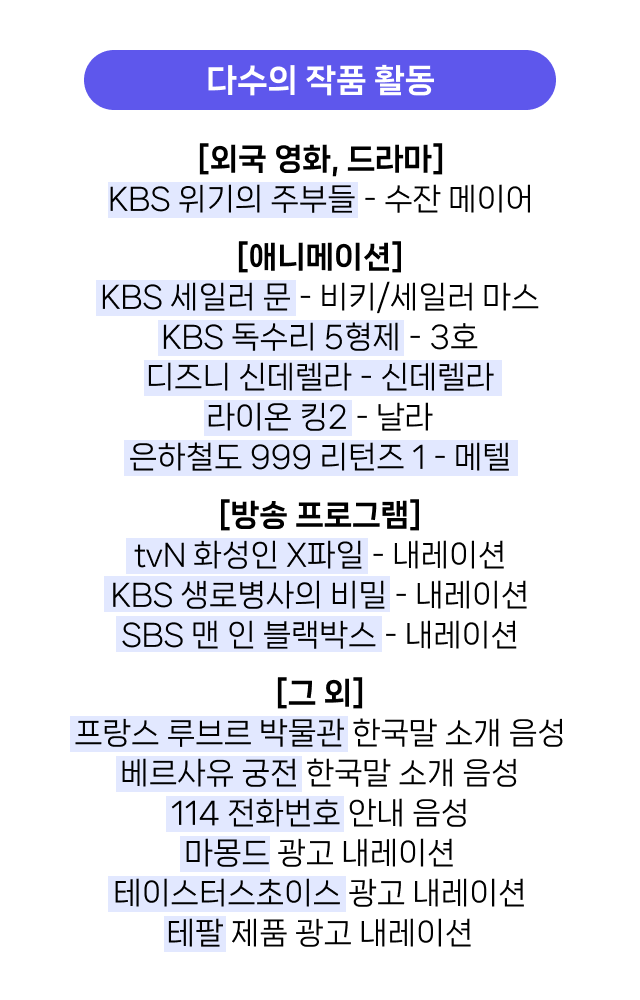 다수의 작품 활동
[외국 영화, 드라마]
KBS 위기의 주부들 - 수잔 메이어
[애니메이션]
KBS 세일러 문 - 비키/세일러 마스
KBS 독수리 5형제 - 3호
디즈니 신데렐라 - 신데렐라
라이온 킹2 - 날라
은하철도 999 리턴즈 1 - 메텔
[방송 프로그램]
tvN 화성인 X파일 - 내레이션
KBS 생로병사의 비밀 - 내레이션
SBS 맨 인 블랙박스 - 내레이션
[그 외]
프랑스 루브르 박물관 한국말 소개 음성
베르사유 궁전 한국말 소개 음성
114 전화번호 안내 음성
마몽드 광고 내레이션
테이스터스초이스 광고 내레이션
테팔 제품 광고 내레이션